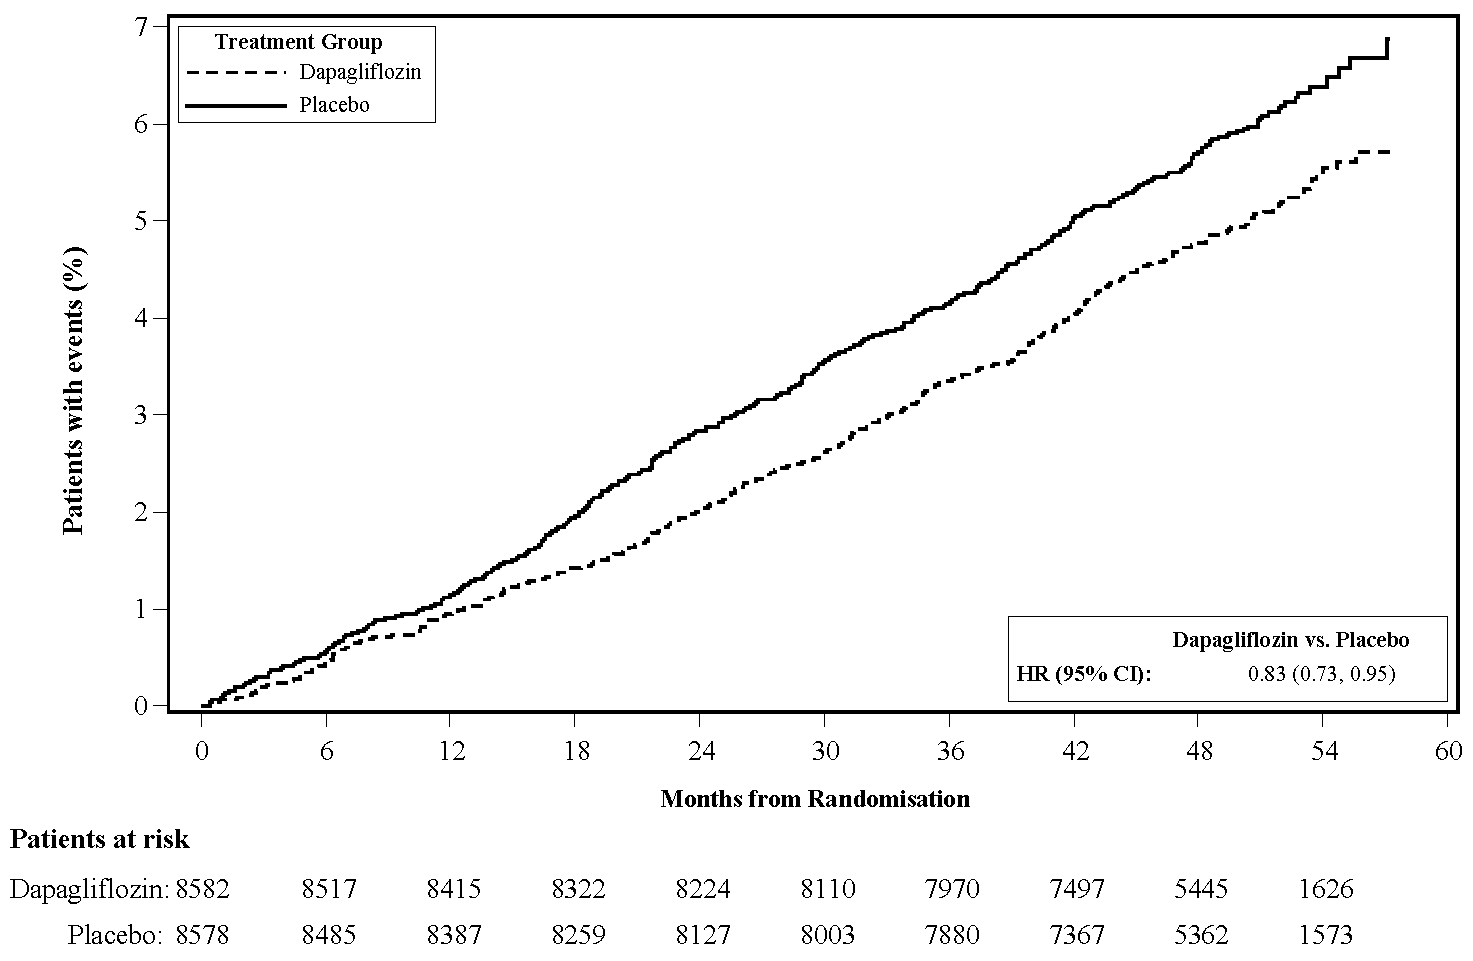 Treatment Group
Dapagliflozin
Placebo
7
6
5
4
3
2
1
0
Patients with events (%)
Dapagliflozin vs. Placebo
HR (95% CI): 0.83 (0.73, 0.95)
0 6 12 18 24 30 36 42 48 54 60
Months from Randomisation
Patients at risk
Dapagliflozin: 8582 8517 8415 8322 8224 8110 7970 7497 5445 1626
Placebo: 8578 8485 8387 8259 8127 8003 7880 7367 5362 1573